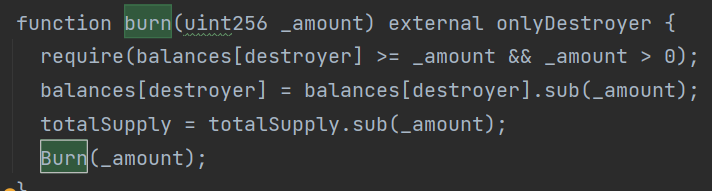 function burn(uint256 _amount) external onlyDestroyer {
require(balances[destroyer] >= _amount && _amount > 0);
balances[destroyer] = balances[destroyer].sub(_amount);
totalSupply = totalSupply.sub(_amount);
Burn(_amount);
}